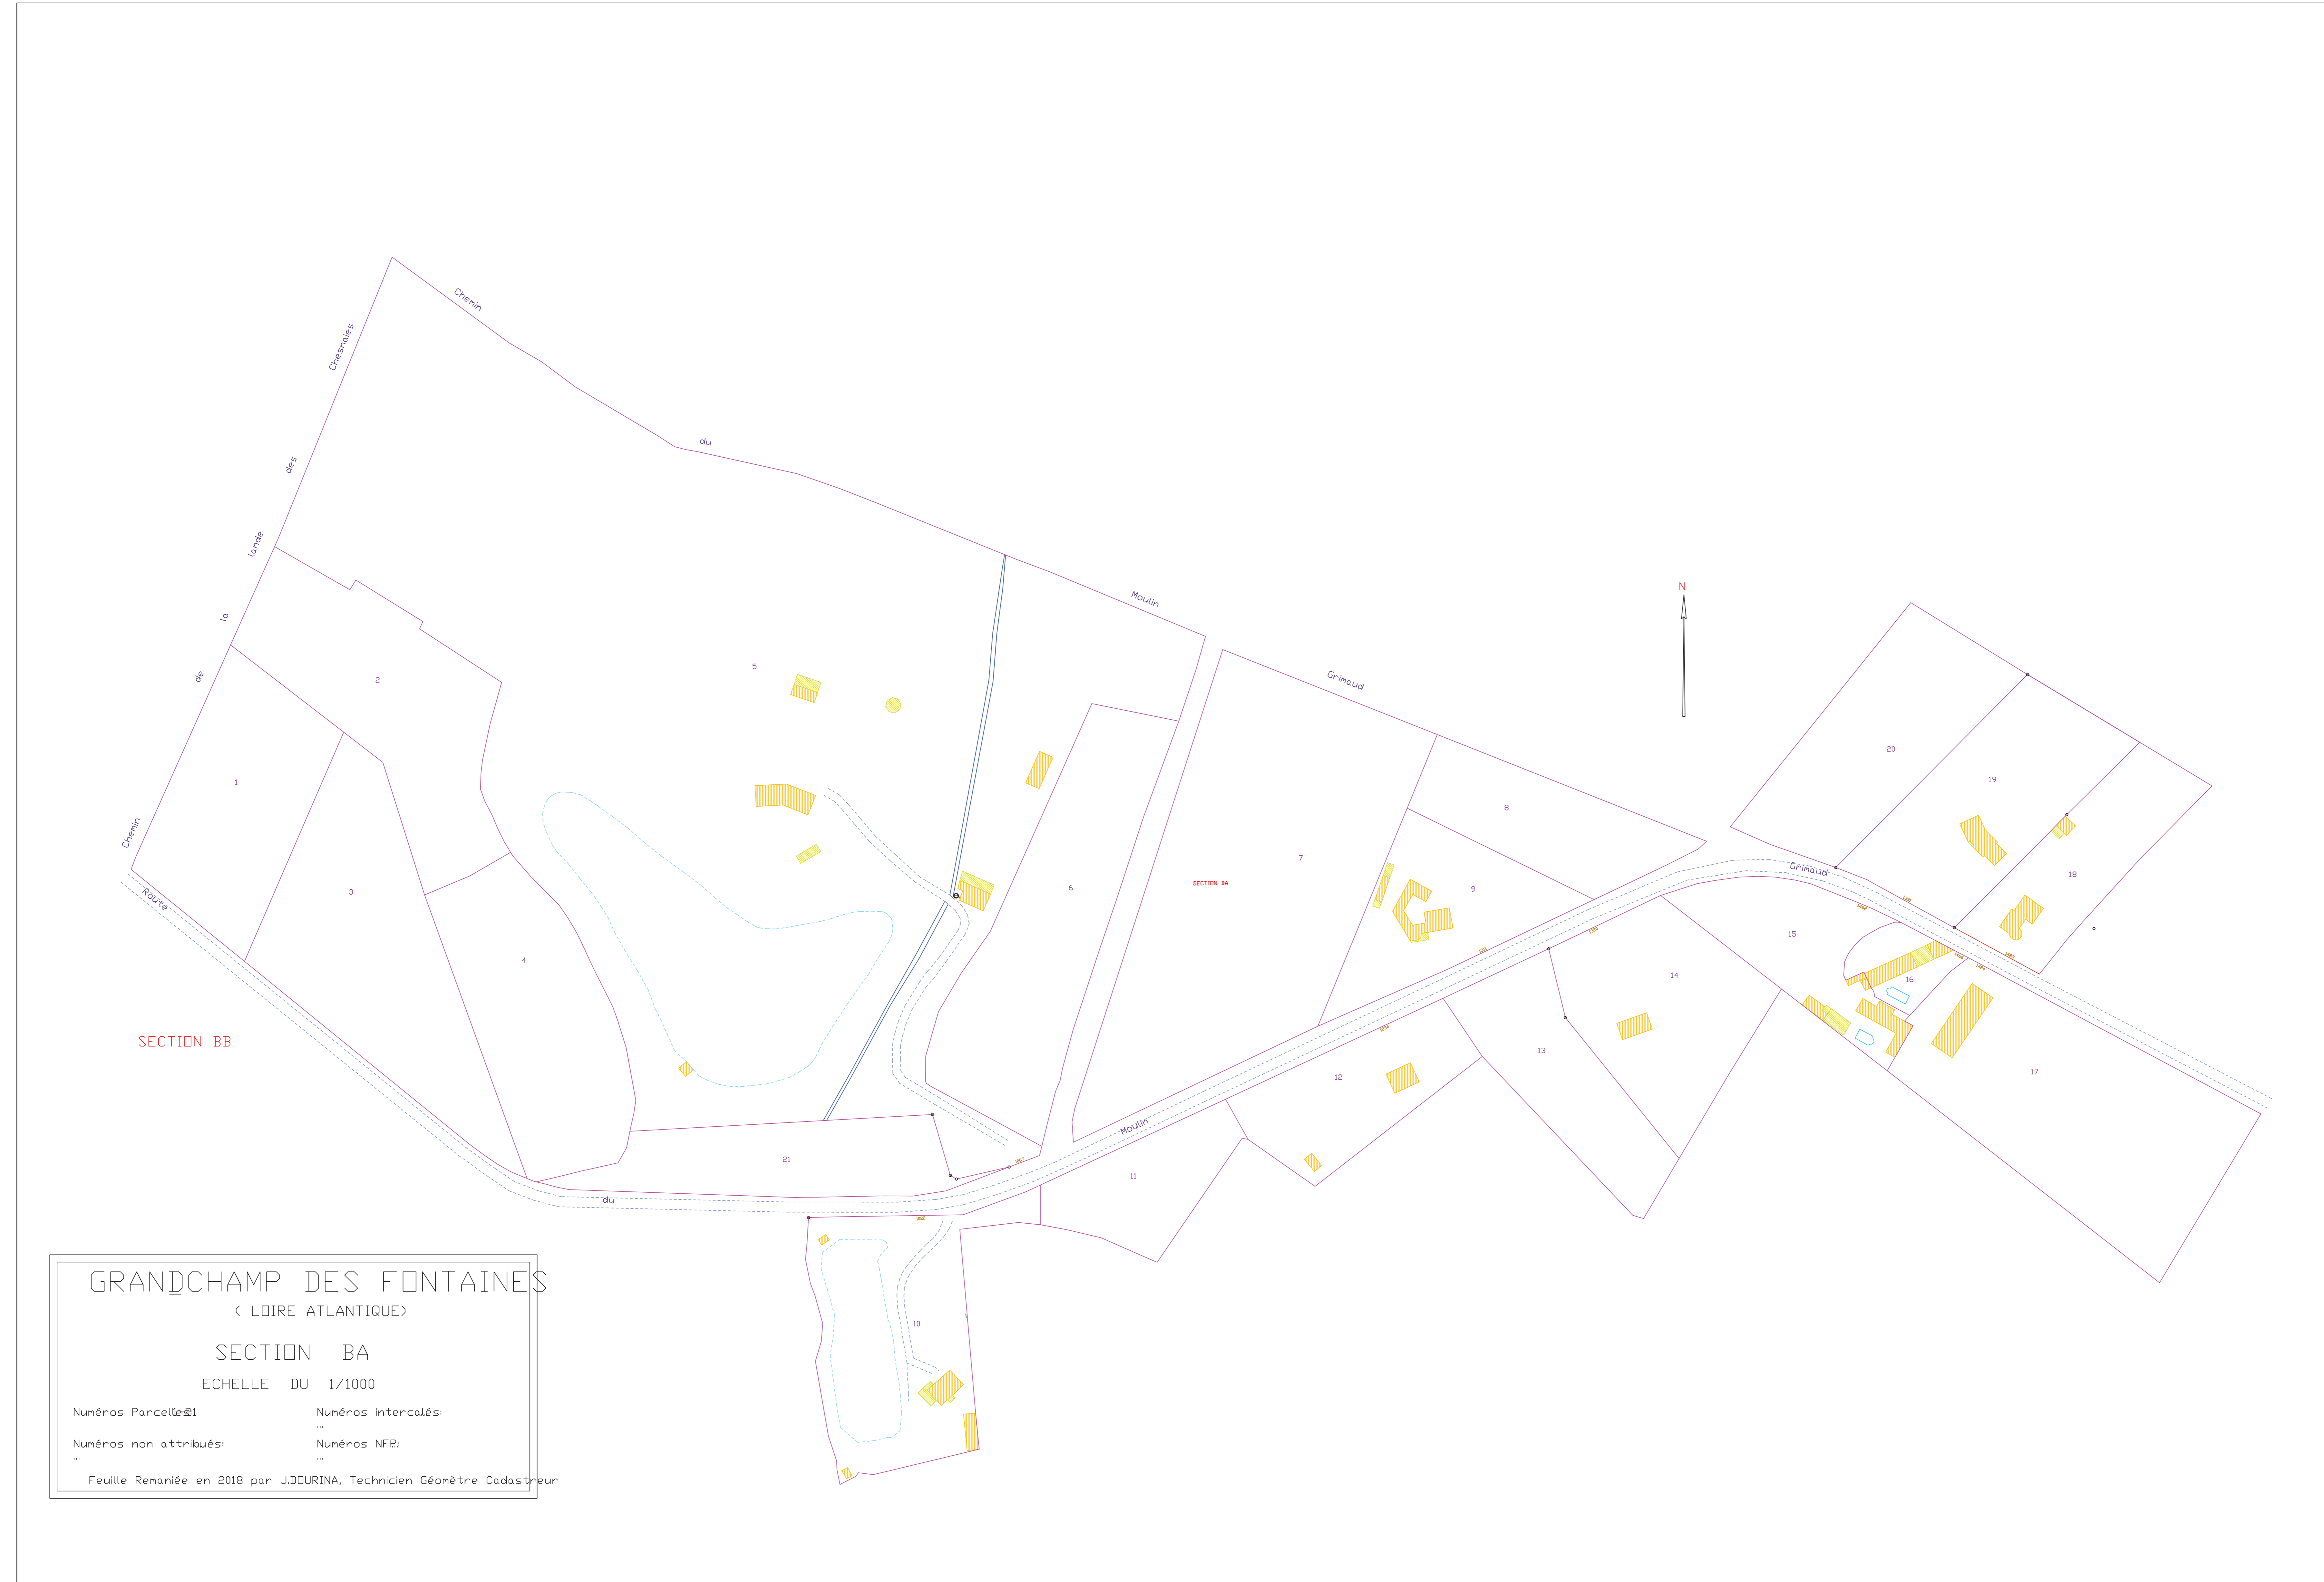 Chemin
Chesnaies
du
des
lande
Moulin
N
la
5
Grimaud
de
2
20
19
1
8
7
6
Grimaud
18
SECTION BA
Chemin
9
3
Route
15
4
14
16
SECTION BB
13
17
12
Moulin
21
11
du
10
GRANDCHAMP DES FONTAINES
( LOIRE ATLANTIQUE)
SECTION BA
ECHELLE DU 1/1000
Numéros Parcelles: 1-21
Numéros intercalés:
...
Numéros non attribués:
...
Numéros NFP:
...
Feuille Remaniée en 2018 par J.DOURINA, Technicien Géomètre Cadastreur